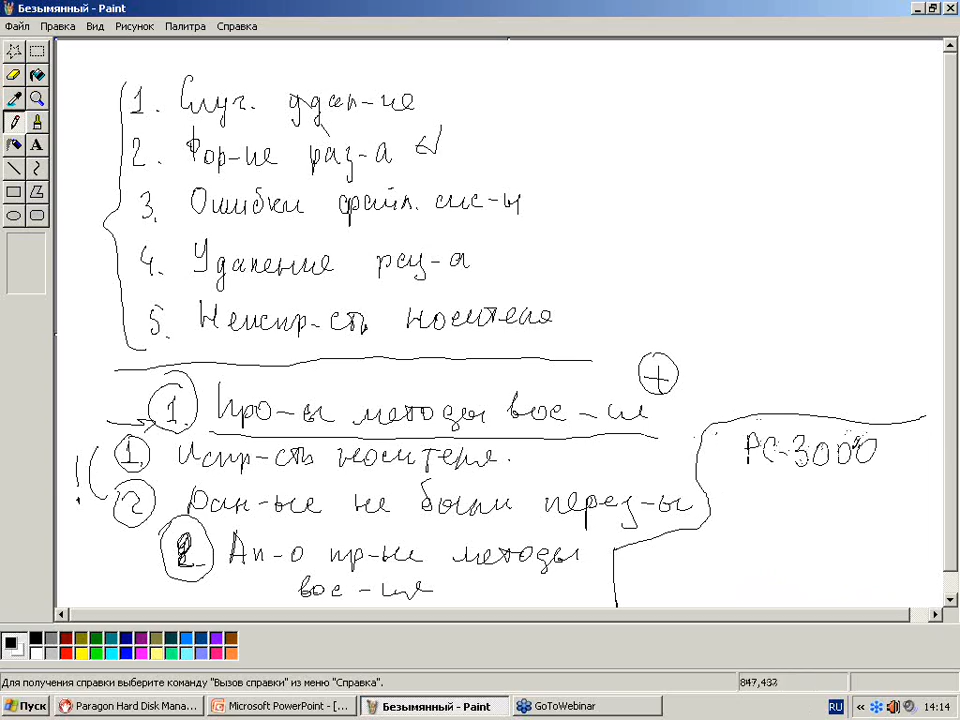 Безымянный - Paint
Файл Правка Вид Рисунок Палитра Справка
1. Случ. удал-ие
2. Фор-ие раз-а
3. Ошибки файл. сис-ы
4. Удаление раз-а
5. Неиспр-сть носителя
+
1. Про-ы методы вос-ия
1. Испр-сть носителя.
PC-3000
! 2 Дан-ые не были перез-ы
2. Ап-о пр-ые методы
вос-ия
Для получения справки выберите команду "Вызов справки" из меню "Справка".
847,437
Пуск
Paragon Hard Disk Mana...
Microsoft PowerPoint - [...
Безымянный - Paint
GoToWebinar
RU
14:14